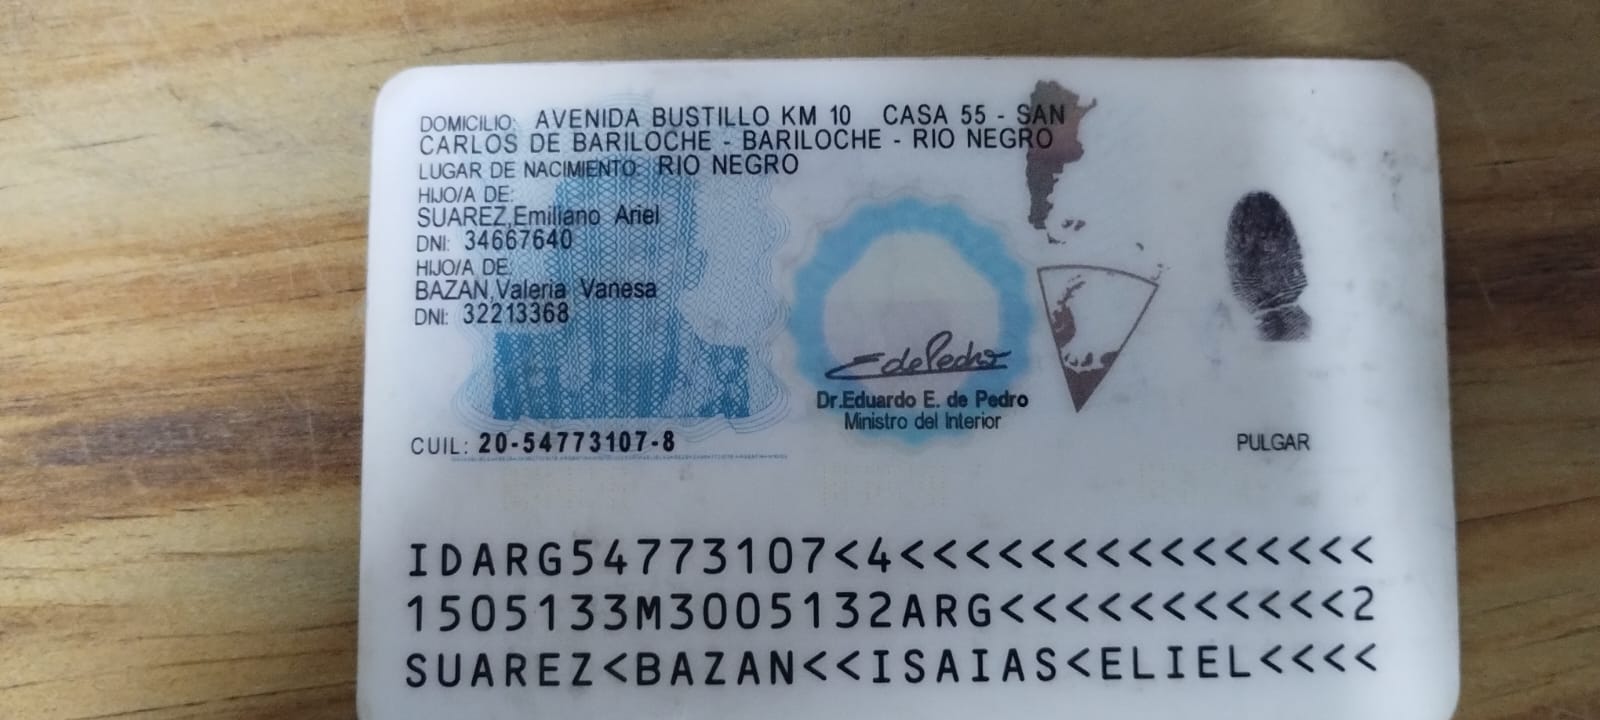 DOMICILIO: AVENIDA BUSTILLO KM 10 CASA 55 - SAN
CARLOS DE BARILOCHE - BARILOCHE - RIO NEGRO
LUGAR DE NACIMIENTO: RIO NEGRO
HIJO/A DE:
SUAREZ,Emiliano Ariel
DNI: 34667640
HIJO/A DE:
BAZAN,Valeria Vanesa
DNI: 32213368
E de Pedro
Dr.Eduardo E. de Pedro
Ministro del Interior
CUIL: 20-54773107-8
PULGAR
IDARG54773107<4<<<<<<<<<<<<<<<
1505133M3005132ARG<<<<<<<<<<<2
SUAREZ<BAZAN<<ISAIAS<ELIEL<<<<